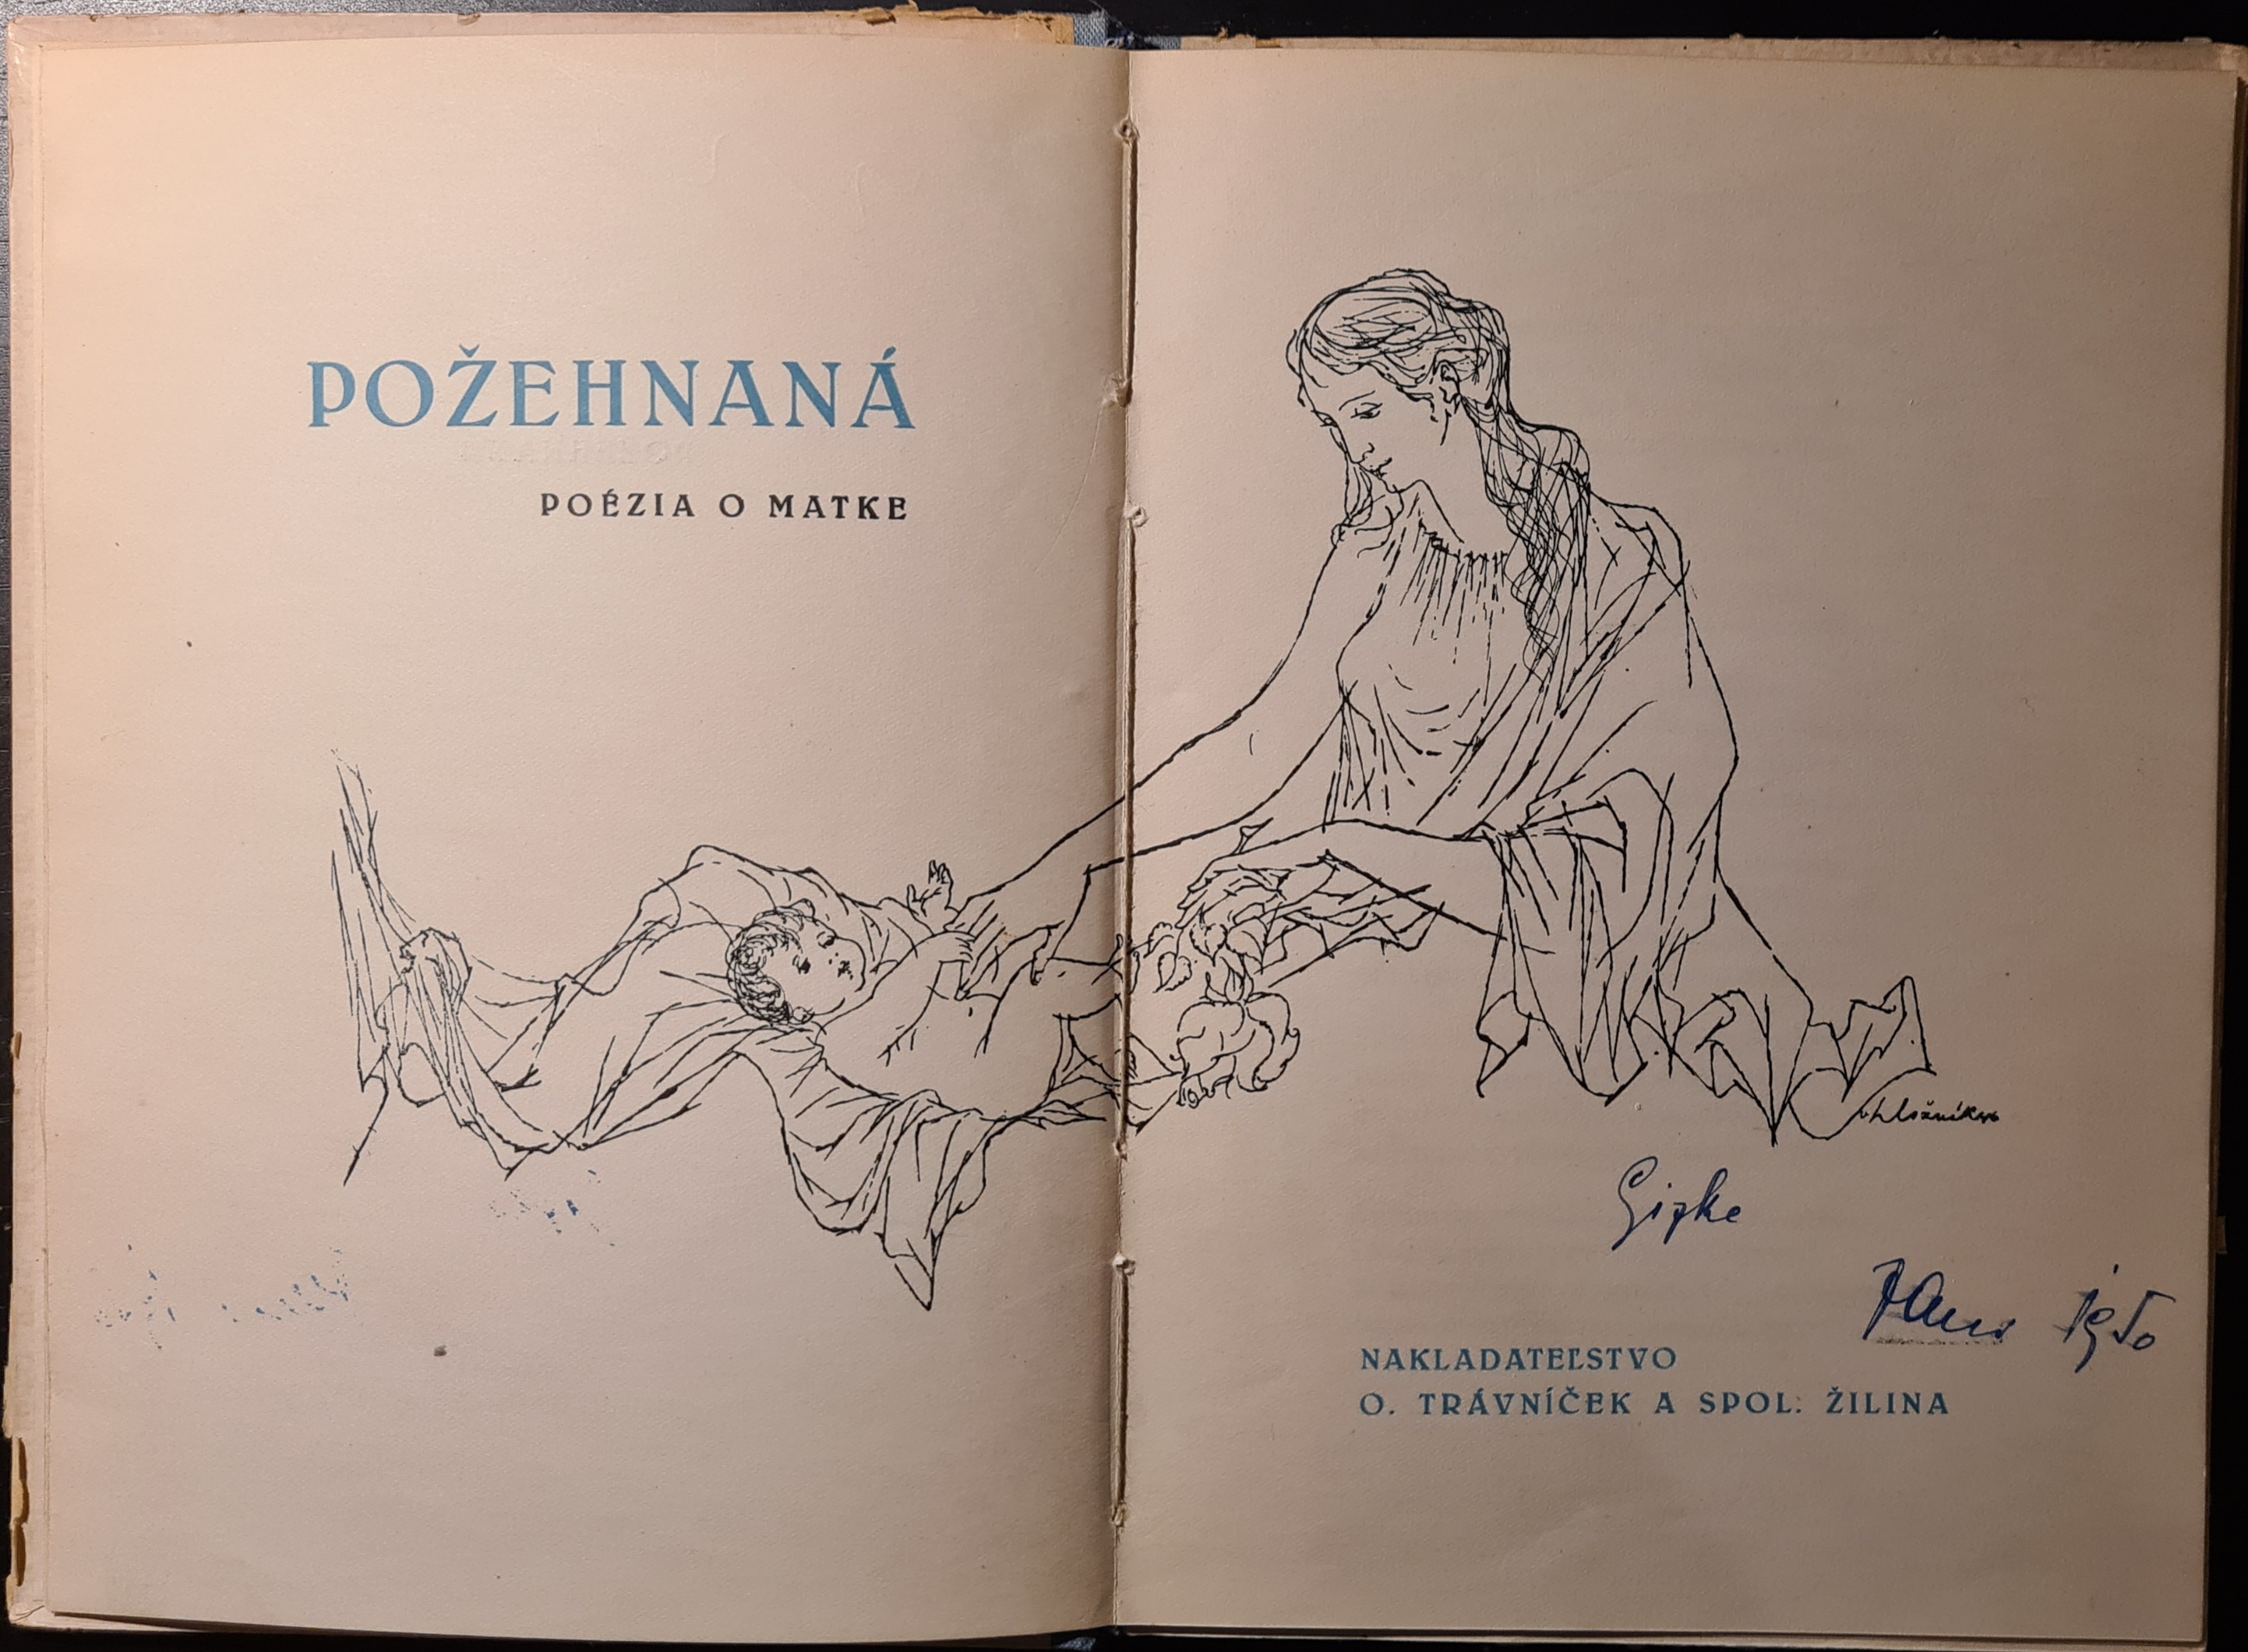 POŽEHNANÁ
POÉZIA O MATKE
Gizke
1950
NAKLADATEĽSTVO
O. TRÁVNÍČEK A SPOL. ŽILINA